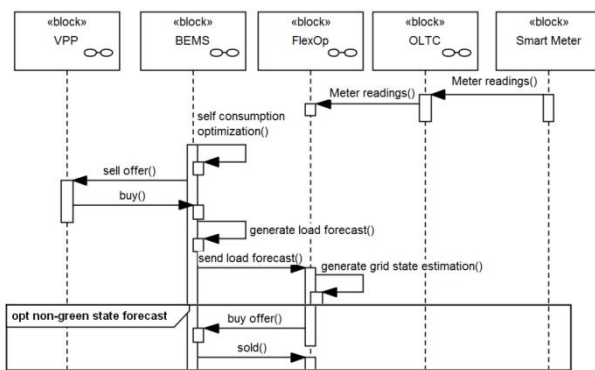 «block»
VPP
«block»
BEMS
«block»
FlexOp
«block»
OLTC
«block»
Smart Meter
Meter readings()
Meter readings()
self consumption
optimization()
sell offer()
buy()
generate load forecast()
send load forecast()
generate grid state estimation()
opt non-green state forecast
buy offer()
sold()